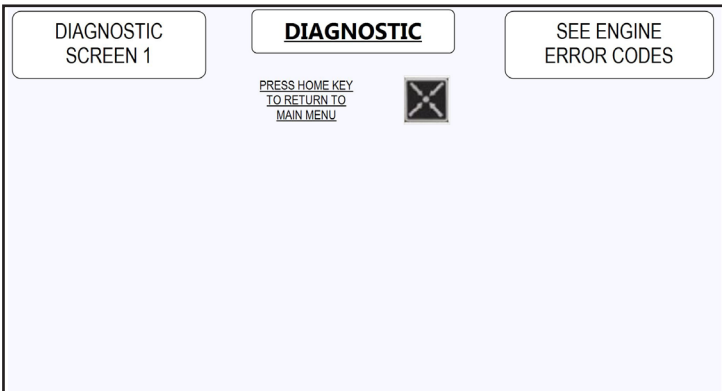 DIAGNOSTIC
SCREEN 1
DIAGNOSTIC
SEE ENGINE
ERROR CODES
PRESS HOME KEY
TO RETURN TO
MAIN MENU